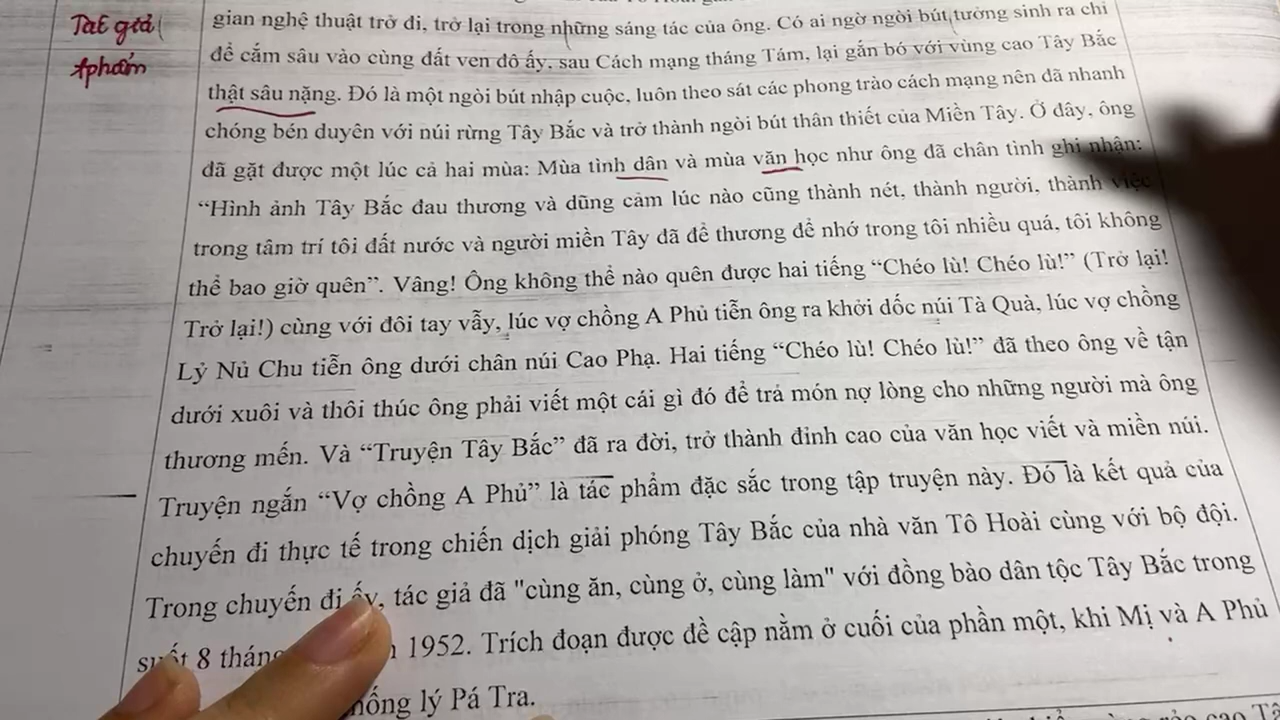 Tác giả
t phẩm
gian nghệ thuật trở đi, trở lại trong những sáng tác của ông. Có ai ngờ ngòi bút tưởng sinh ra chỉ
để cắm sâu vào cùng đất ven đô ấy, sau Cách mạng tháng Tám, lại gắn bó với vùng cao Tây Bắc
thật sâu nặng. Đó là một ngòi bút nhập cuộc, luôn theo sát các phong trào cách mạng nên đã nhanh
chóng bén duyên với núi rừng Tây Bắc và trở thành ngòi bút thân thiết của Miền Tây. Ở đây, ông
đã gặt được một lúc cả hai mùa: Mùa tình dân và mùa văn học như ông đã chân tình ghi nhận:
“Hình ảnh Tây Bắc đau thương và dũng cảm lúc nào cũng thành nét, thành người, thành việc
trong tâm trí tôi đất nước và người miền Tây đã để thương để nhớ trong tôi nhiều quá, tôi không
thể bao giờ quên”. Vâng! Ông không thể nào quên được hai tiếng “Chéo lù! Chéo lù!” (Trở lại!
Trở lại!) cùng với đôi tay vẫy, lúc vợ chồng A Phủ tiễn ông ra khởi dốc núi Tà Quà, lúc vợ chồng
Lý Nủ Chu tiễn ông dưới chân núi Cao Phạ. Hai tiếng “Chéo lù! Chéo lù!” đã theo ông về tận
dưới xuôi và thôi thúc ông phải viết một cái gì đó để trả món nợ lòng cho những người mà ông
thương mến. Và “Truyện Tây Bắc” đã ra đời, trở thành đỉnh cao của văn học viết và miền núi.
Truyện ngắn “Vợ chồng A Phủ” là tác phẩm đặc sắc trong tập truyện này. Đó là kết quả của
chuyến đi thực tế trong chiến dịch giải phóng Tây Bắc của nhà văn Tô Hoài cùng với bộ đội.
Trong chuyến đi ấy, tác giả đã "cùng ăn, cùng ở, cùng làm" với đồng bào dân tộc Tây Bắc trong
suốt 8 tháng 1952. Trích đoạn được đề cập nằm ở cuối của phần một, khi Mị và A Phủ
lý Pá Tra.